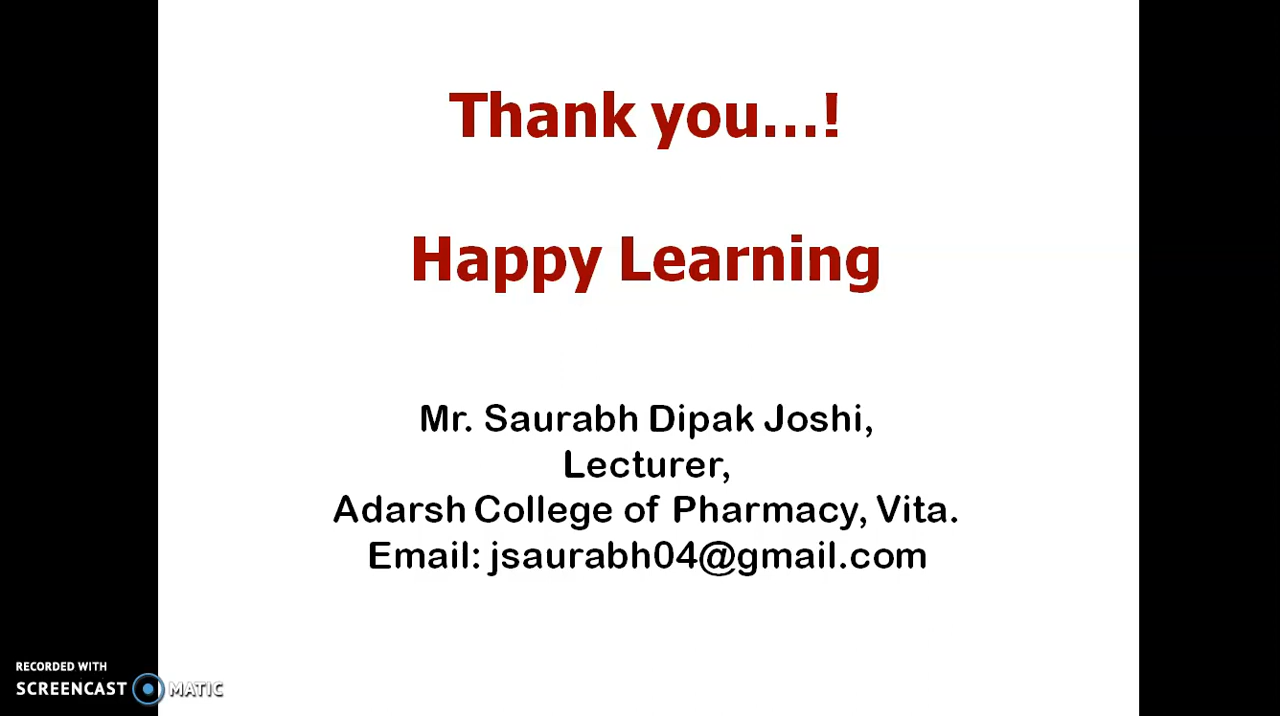 Thank you...!
Happy Learning
Mr. Saurabh Dipak Joshi,
Lecturer,
Adarsh College of Pharmacy, Vita.
Email: jsaurabh04@gmail.com
RECORDED WITH
SCREENCAST MATIC